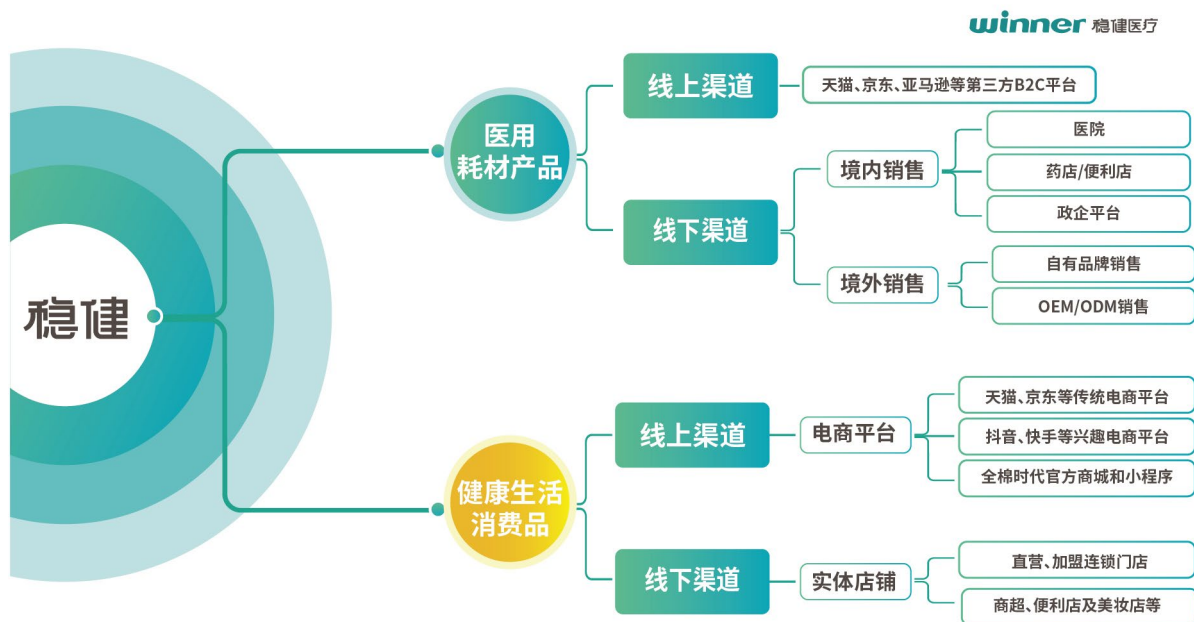 winner 稳健医疗
稳健
医用
耗材产品
线上渠道
天猫、京东、亚马逊等第三方B2C平台
线下渠道
境内销售
医院
药店/便利店
政企平台
境外销售
自有品牌销售
OEM/ODM销售
健康生活
消费品
线上渠道
电商平台
天猫、京东等传统电商平台
抖音、快手等兴趣电商平台
全棉时代官方商城和小程序
线下渠道
实体店铺
直营、加盟连锁门店
商超、便利店及美妆店等